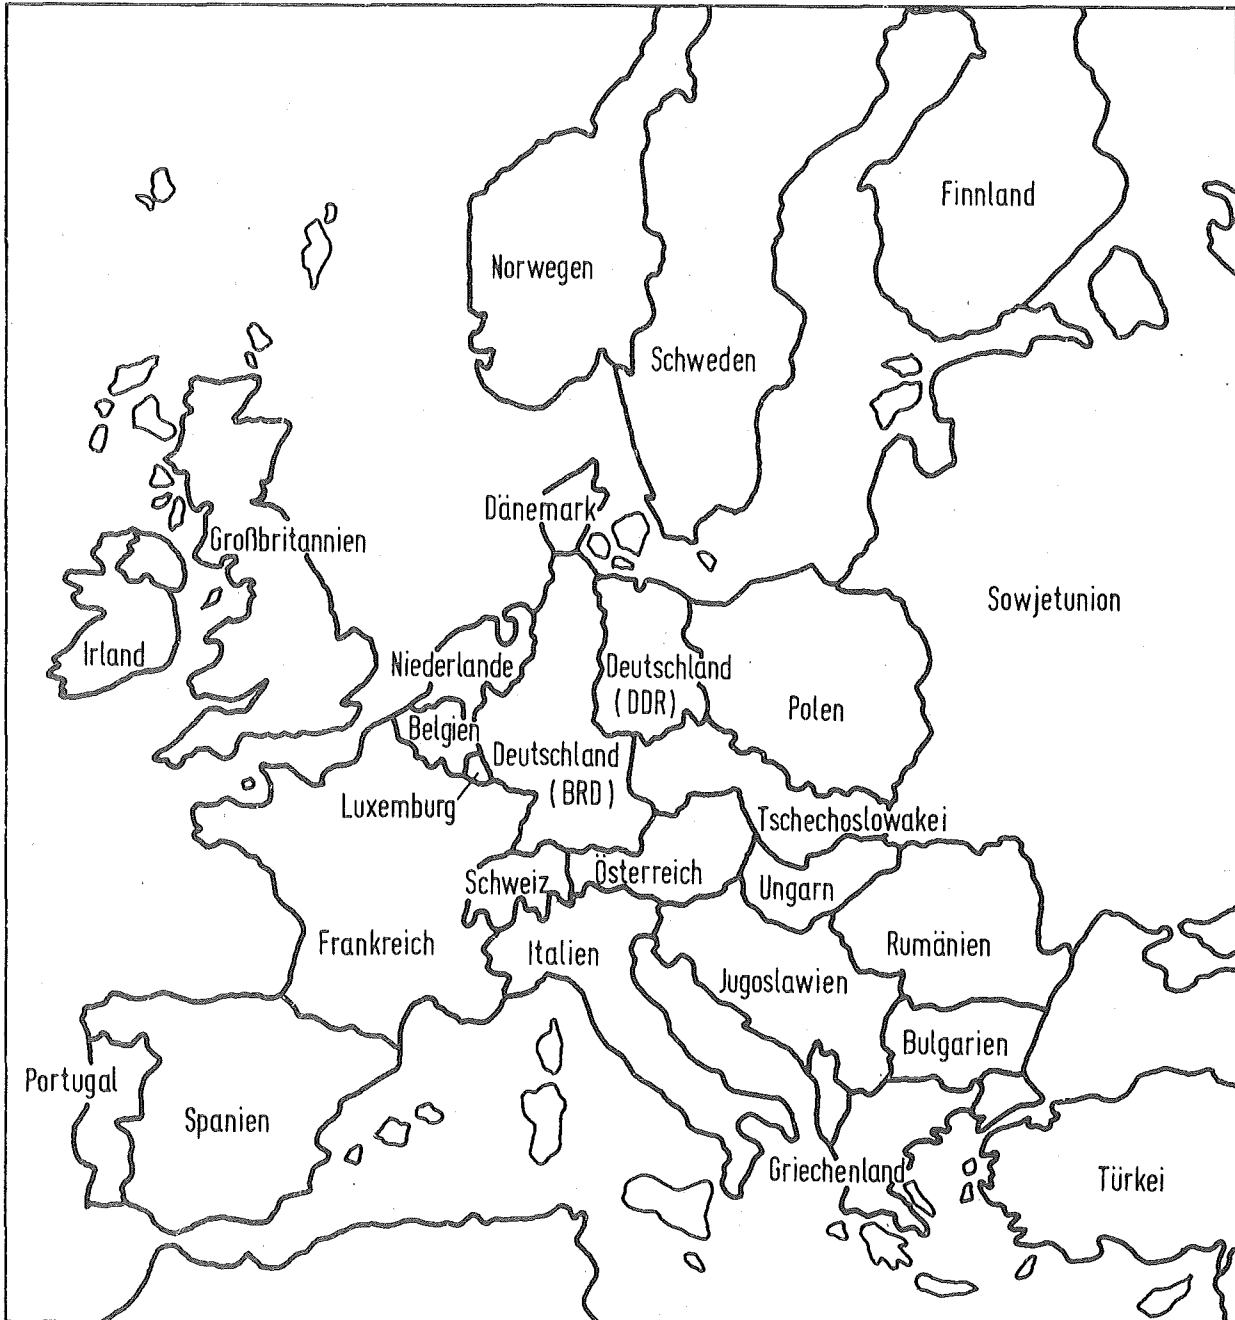 Finnland
Norwegen
Schweden
Dänemark
Großbritannien
Sowjetunion
Irland
Niederlande
Deutschland
(DDR)
Polen
Belgien
Deutschland
(BRD)
Luxemburg
Tschechoslowakei
Schweiz
Österreich
Ungarn
Frankreich
Italien
Rumänien
Jugoslawien
Bulgarien
Portugal
Spanien
Griechenland
Türkei